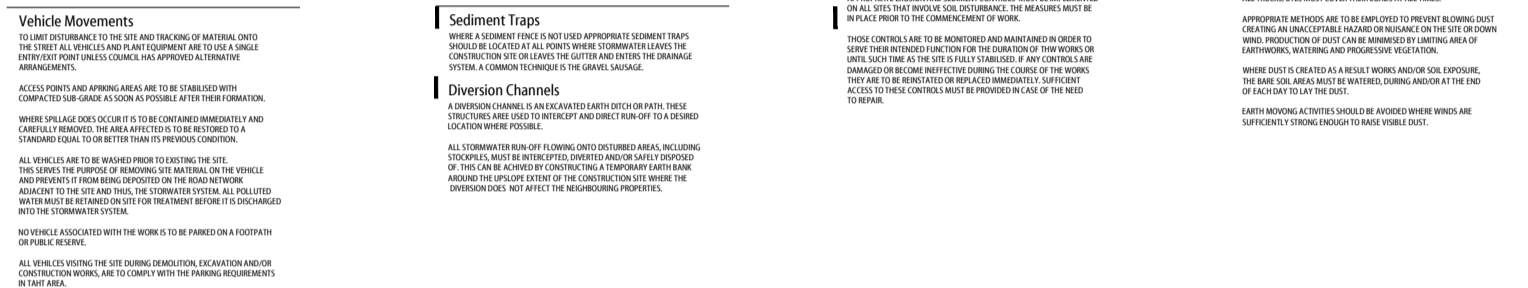 Vehicle Movements
TO LIMIT DISTURBANCE TO THE SITE AND TRACKING OF MATERIAL ONTO
THE STREET ALL VEHICLES AND PLANT EQUIPMENT ARE TO USE A SINGLE
ENTRY/EXIT POINT UNLESS COUMCIL HAS APPROVED ALTERNATIVE
ARRANGEMENTS.
ACCESS POINTS AND APRKING AREAS ARE TO BE STABILISED WITH
COMPACTED SUB-GRADE AS SOON AS POSSIBLE AFTER THEIR FORMATION.
WHERE SPILLAGE DOES OCCUR IT IS TO BE CONTAINED IMMEDIATELY AND
CAREFULLY REMOVED. THE AREA AFFECTED IS TO BE RESTORED TO A
STANDARD EQUAL TO OR BETTER THAN ITS PREVIOUS CONDITION.
ALL VEHICLES ARE TO BE WASHED PRIOR TO EXISTING THE SITE.
THIS SERVES THE PURPOSE OF REMOVING SITE MATERIAL ON THE VEHICLE
AND PREVENTS IT FROM BEING DEPOSITED ON THE ROAD NETWORK
ADJACENT TO THE SITE AND THUS, THE STORWATER SYSTEM. ALL POLLUTED
WATER MUST BE RETAINED ON SITE FOR TREATMENT BEFORE IT IS DISCHARGED
INTO THE STORMWATER SYSTEM.
NO VEHICLE ASSOCIATED WITH THE WORK IS TO BE PARKED ON A FOOTPATH
OR PUBLIC RESERVE.
ALL VEHILCES VISITNG THE SITE DURING DEMOLITION, EXCAVATION AND/OR
CONSTRUCTION WORKS, ARE TO COMPLY WITH THE PARKING REQUIREMENTS
IN TAHT AREA.
Sediment Traps
WHERE A SEDIMENT FENCE IS NOT USED APPROPRIATE SEDIMENT TRAPS
SHOULD BE LOCATED AT ALL POINTS WHERE STORMWATER LEAVES THE
CONSTRUCTION SITE OR LEAVES THE GUTTER AND ENTERS THE DRAINAGE
SYSTEM. A COMMON TECHNIQUE IS THE GRAVEL SAUSAGE.
Diversion Channels
A DIVERSION CHANNEL IS AN EXCAVATED EARTH DITCH OR PATH. THESE
STRUCTURES AREE USED TO INTERCEPT AND DIRECT RUN-OFF TO A DESIRED
LOCATION WHERE POSSIBLE.
ALL STORMWATER RUN-OFF FLOWING ONTO DISTURBED AREAS, INCLUDING
STOCKPILES, MUST BE INTERCEPTED, DIVERTED AND/OR SAFELY DISPOSED
OF. THIS CAN BE ACHIVED BY CONSTRUCTING A TEMPORARY EARTH BANK
AROUND THE UPSLOPE EXTENT OF THE CONSTRUCTION SITE WHERE THE
DIVERSION DOES NOT AFFECT THE NEIGHBOURING PROPERTIES.
ON ALL SITES THAT INVOLVE SOIL DISTURBANCE. THE MEASURES MUST BE
IN PLACE PRIOR TO THE COMMENCEMENT OF WORK.
THOSE CONTROLS ARE TO BE MONITORED AND MAINTAINED IN ORDER TO
SERVE THEIR INTENDED FUNCTION FOR THE DURATION OF THW WORKS OR
UNTIL SUCH TIME AS THE SITE IS FULLY STABILISED. IF ANY CONTROLS ARE
DAMAGED OR BECOME INEFFECTIVE DURING THE COURSE OF THE WORKS
THEY ARE TO BE REINSTATED OR REPLACED IMMEDIATELY. SUFFICIENT
ACCESS TO THESE CONTROLS MUST BE PROVIDED IN CASE OF THE NEED
TO REPAIR.
APPROPRIATE METHODS ARE TO BE EMPLOYED TO PREVENT BLOWING DUST
CREATING AN UNACCEPTABLE HAZARD OR NUISANCE ON THE SITE OR DOWN
WIND. PRODUCTION OF DUST CAN BE MINIMISED BY LIMITING AREA OF
EARTHWORKS, WATERING AND PROGRESSIVE VEGETATION.
WHERE DUST IS CREATED AS A RESULT WORKS AND/OR SOIL EXPOSURE,
THE BARE SOIL AREAS MUST BE WATERED, DURING AND/OR AT THE END
OF EACH DAY TO LAY THE DUST.
EARTH MOVONG ACTIVITIES SHOULD BE AVOIDED WHERE WINDS ARE
SUFFICIENTLY STRONG ENOUGH TO RAISE VISIBLE DUST.